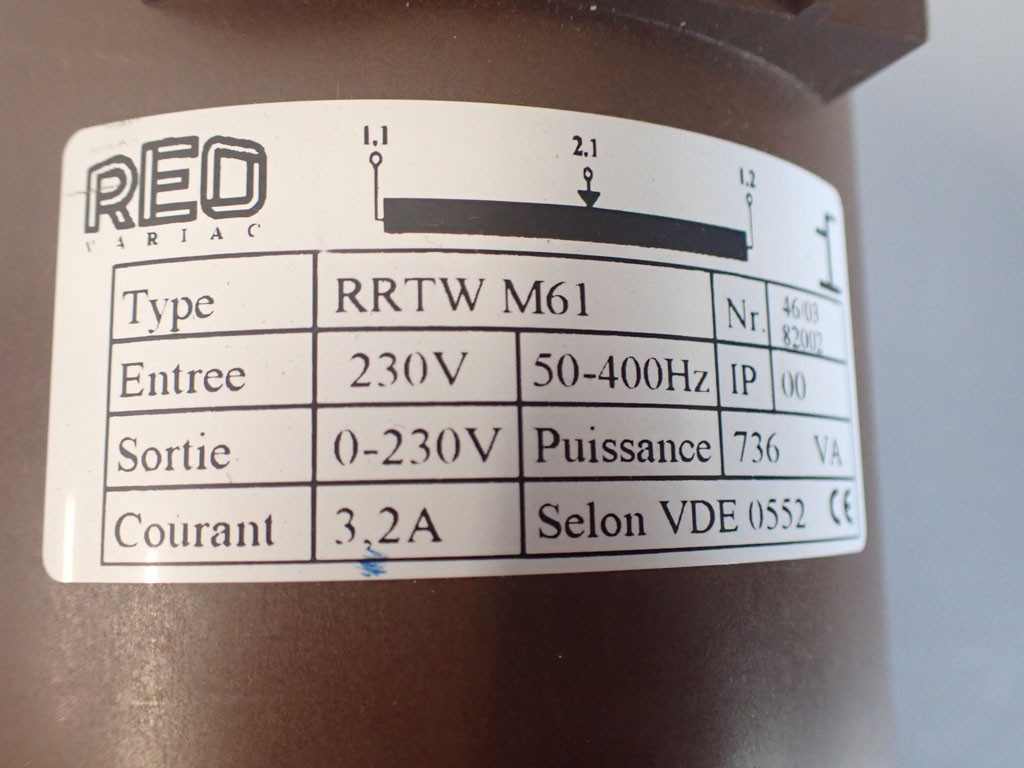 REO
VARIAC
1.1
2.1
1.2
Type RRTW M61 Nr. 46/03 82002
Entree 230V 50-400Hz IP 00
Sortie 0-230V Puissance 736 VA
Courant 3,2A Selon VDE 0552 CE